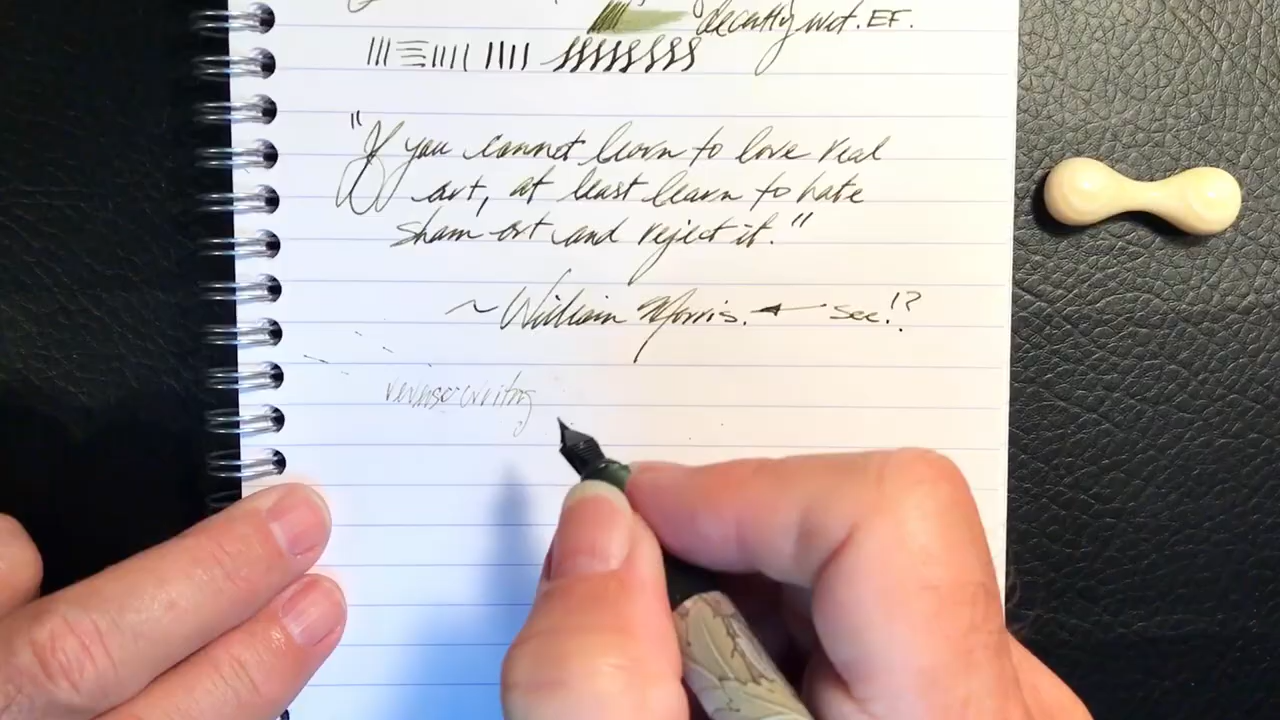 decently wet. EF.
"If you cannot learn to love real
art, at least learn to hate
sham art and reject it."
~ William Morris. ← see!?
reverse writing